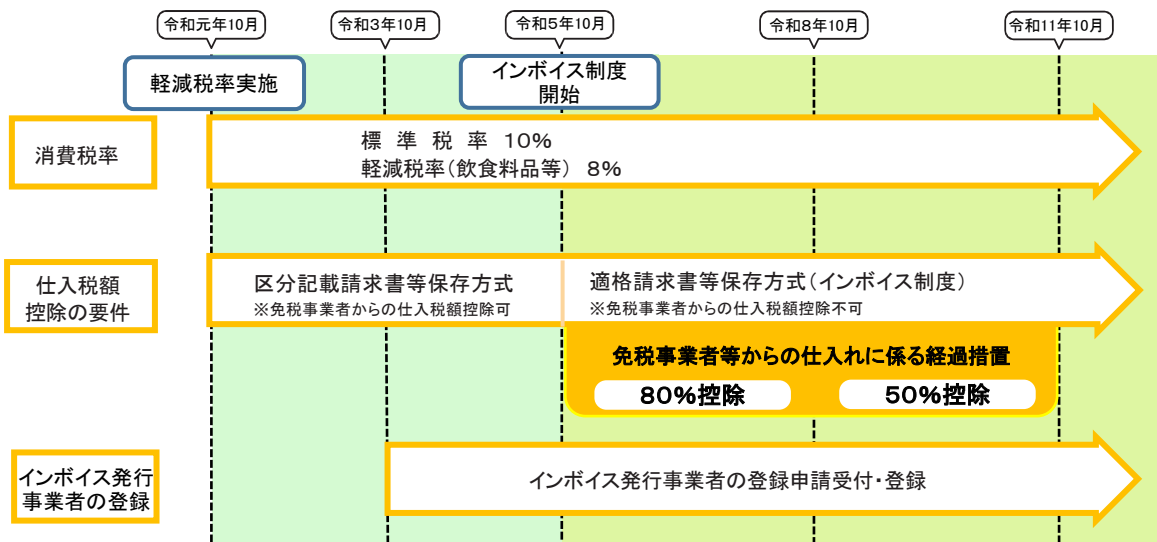 令和元年10月
令和3年10月
令和5年10月
令和8年10月
令和11年10月
軽減税率実施
インボイス制度
開始
消費税率
標準税率 10%
軽減税率(飲食料品等) 8%
仕入税額
控除の要件
区分記載請求書等保存方式
※免税事業者からの仕入税額控除可
適格請求書等保存方式(インボイス制度)
※免税事業者からの仕入税額控除不可
免税事業者等からの仕入れに係る経過措置
80%控除
50%控除
インボイス発行
事業者の登録
インボイス発行事業者の登録申請受付・登録